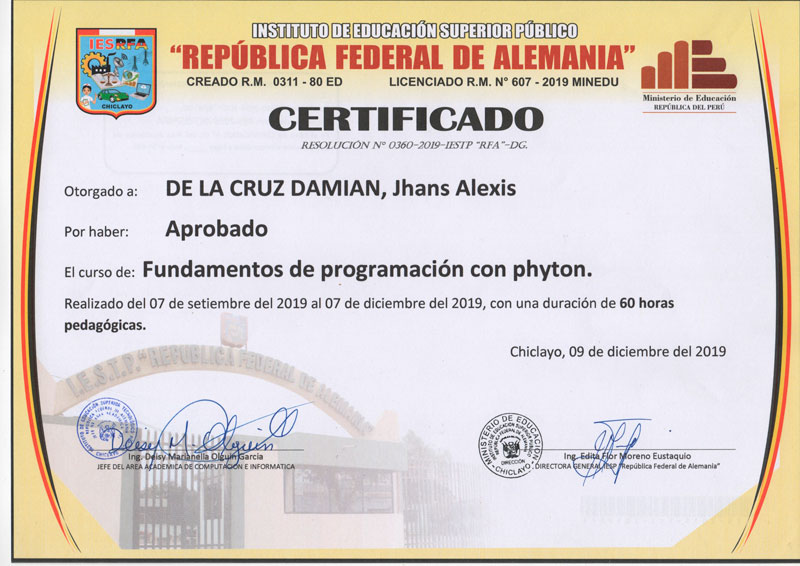 IESRFA
CHICLAYO
INSTITUTO DE EDUCACIÓN SUPERIOR PÚBLICO
“REPÚBLICA FEDERAL DE ALEMANIA”
CREADO R.M. 0311 - 80 ED LICENCIADO R.M. N° 607 - 2019 MINEDU
Ministerio de Educación
REPÚBLICA DEL PERÚ
CERTIFICADO
RESOLUCIÓN N° 0360-2019-IESTP "RFA"-DG.
Otorgado a: DE LA CRUZ DAMIAN, Jhans Alexis
Por haber: Aprobado
El curso de: Fundamentos de programación con phyton.
Realizado del 07 de setiembre del 2019 al 07 de diciembre del 2019, con una duración de 60 horas
pedagógicas.
Chiclayo, 09 de diciembre del 2019
I.E.S.T.P. "REPUBLICA FEDERAL DE ALEMANIA
MINISTERIO DE EDUCACIÓN
DIRECCIÓN
CHICLAYO
Ing. Deisy Marianella Olguin Garcia
JEFE DEL AREA ACADEMICA DE COMPUTACION E INFORMATICA
Ing. Edita Flor Moreno Eustaquio
DIRECTORA GENERAL IESP "República Federal de Alemania"